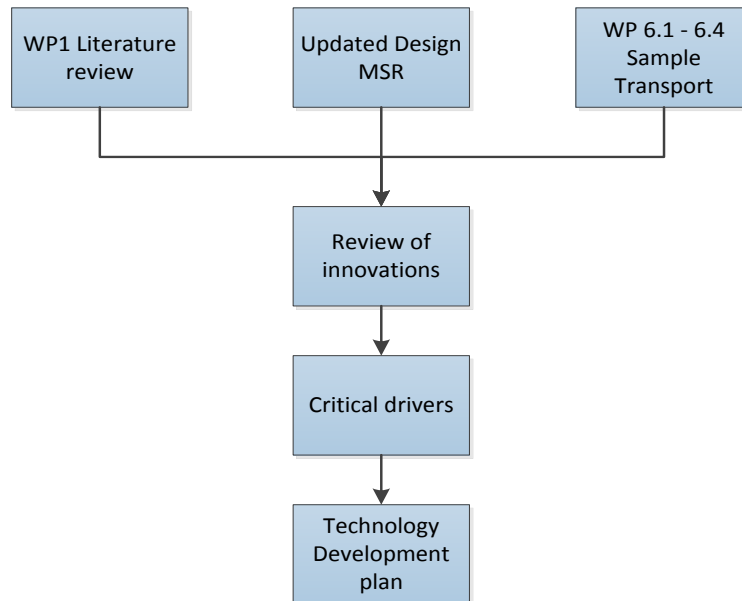 WP1 Literature
review
Updated Design
MSR
WP 6.1 - 6.4
Sample
Transport
Review of
innovations
Critical drivers
Technology
Development
plan